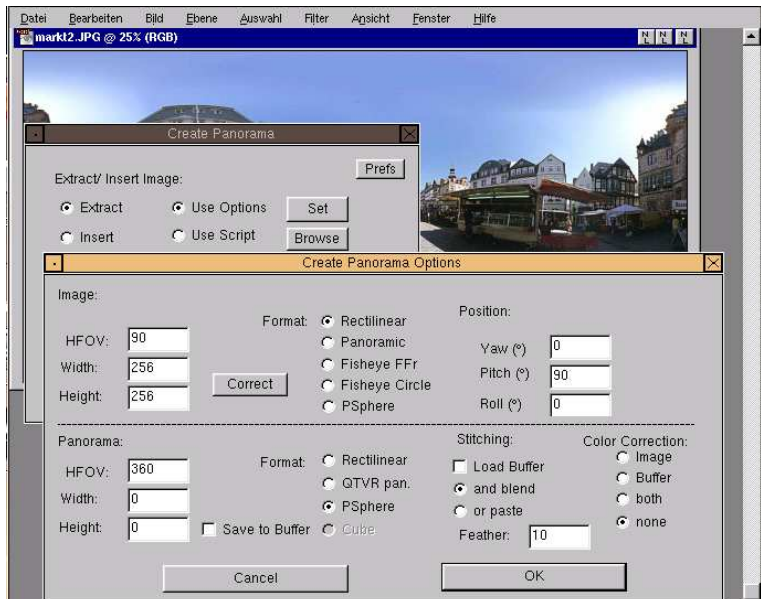 Datei Bearbeiten Bild Ebene Auswahl Filter Ansicht Fenster Hilfe
markt2.JPG @ 25% (RGB)
Create Panorama
Prefs
Extract/ Insert Image:
Extract Use Options Set
Insert Use Script Browse
Create Panorama Options
Image:
HFOV: 90
Width: 256
Height: 256
Correct
Format: Rectilinear
Panoramic
Fisheye FFr
Fisheye Circle
PSphere
Position:
Yaw (º) 0
Pitch (º) 90
Roll (º) 0
Panorama:
HFOV: 360
Width: 0
Height: 0
Save to Buffer
Format: Rectilinear
QTVR pan.
PSphere
Cube
Stitching:
Load Buffer
and blend
or paste
Feather: 10
Color Correction:
Image
Buffer
both
none
Cancel OK